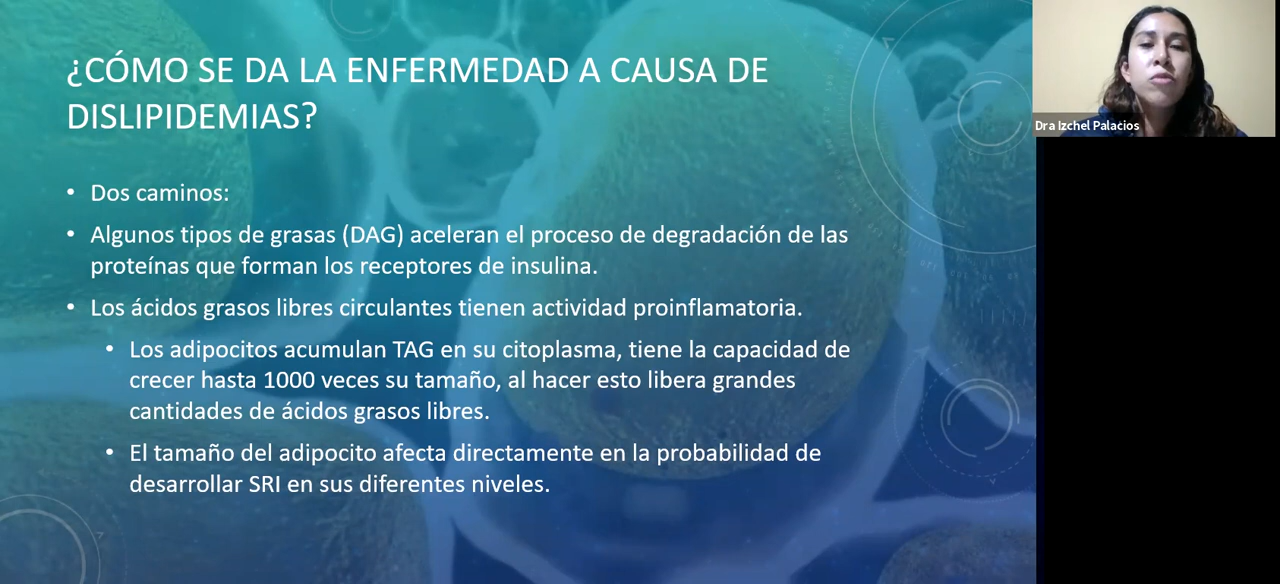 ¿CÓMO SE DA LA ENFERMEDAD A CAUSA DE
DISLIPIDEMIAS?
• Dos caminos:
• Algunos tipos de grasas (DAG) aceleran el proceso de degradación de las
proteínas que forman los receptores de insulina.
• Los ácidos grasos libres circulantes tienen actividad proinflamatoria.
• Los adipocitos acumulan TAG en su citoplasma, tiene la capacidad de
crecer hasta 1000 veces su tamaño, al hacer esto libera grandes
cantidades de ácidos grasos libres.
• El tamaño del adipocito afecta directamente en la probabilidad de
desarrollar SRI en sus diferentes niveles.
Dra Izchel Palacios